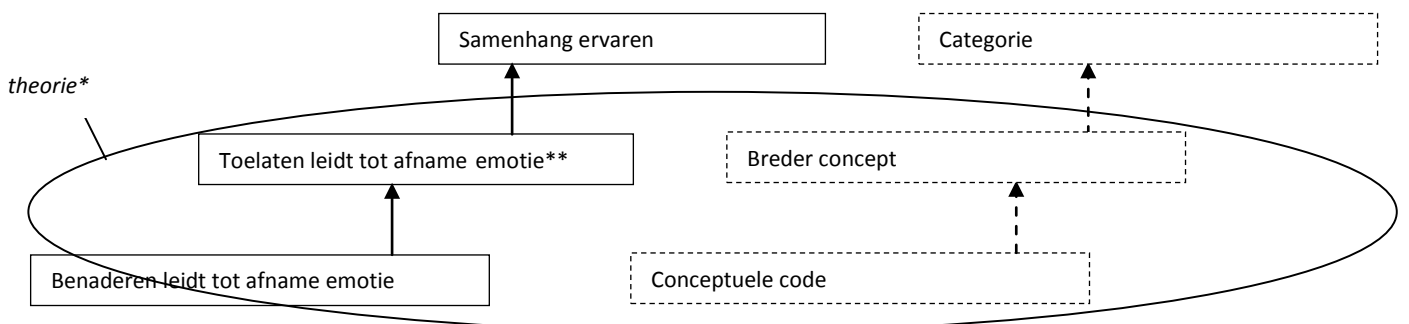 Samenhang ervaren
Categorie
theorie*
Toelaten leidt tot afname emotie**
Breder concept
Benaderen leidt tot afname emotie
Conceptuele code